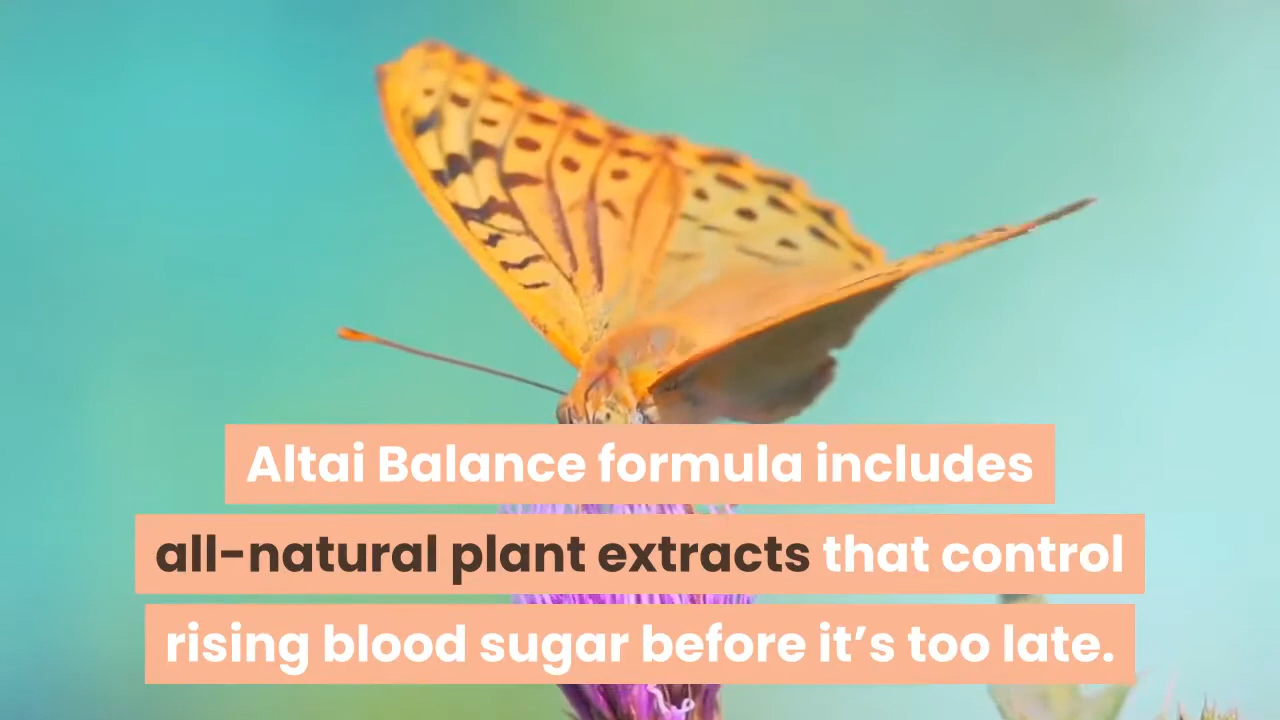 Altai Balance formula includes
all-natural plant extracts that control
rising blood sugar before it’s too late.